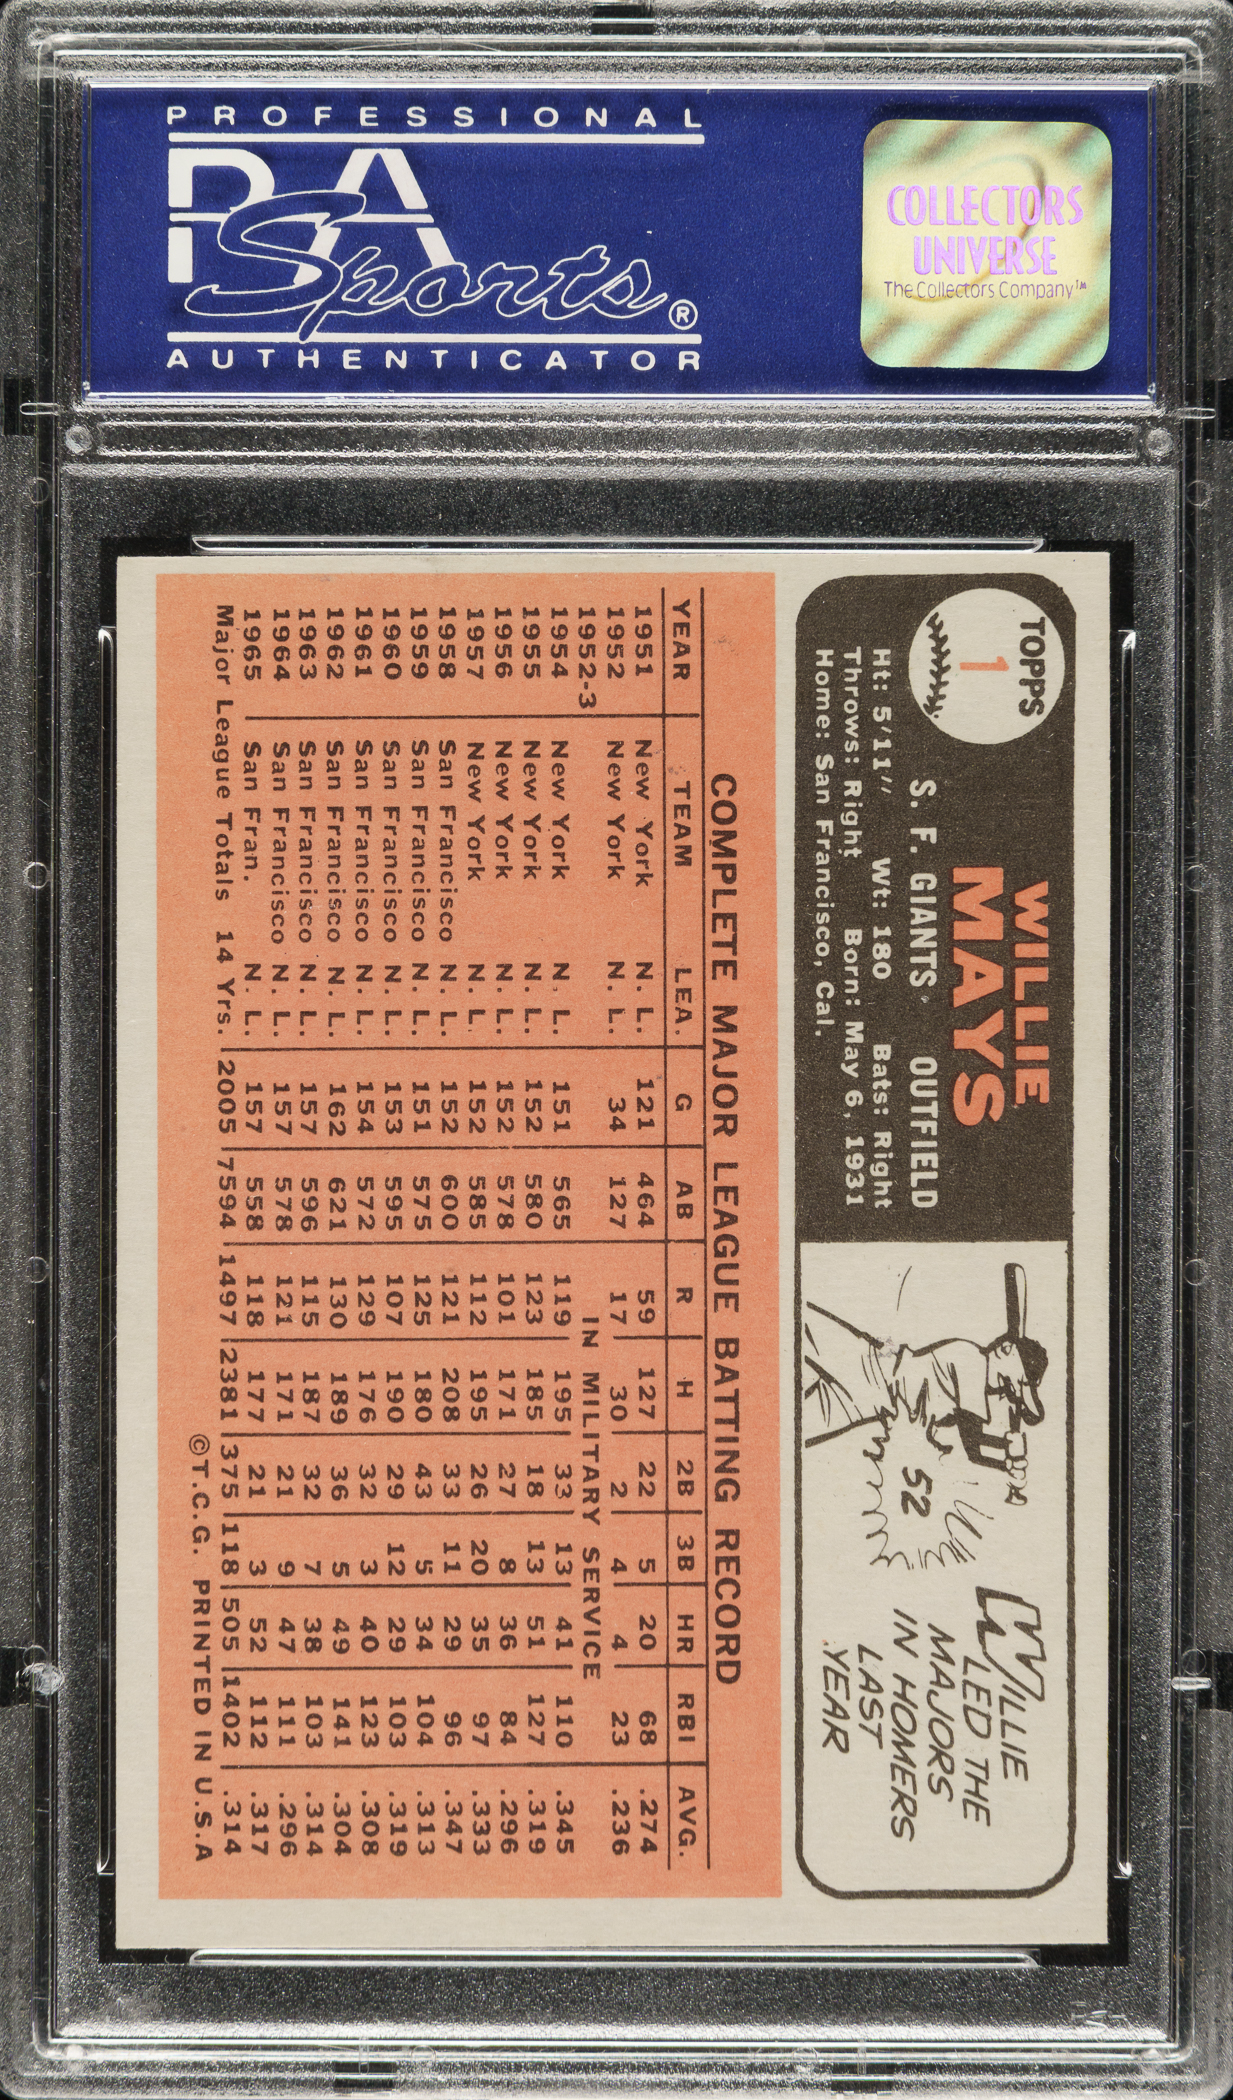 PROFESSIONAL
PSA
Sports®
AUTHENTICATOR
COLLECTORS
UNIVERSE
The Collectors Company™
TOPPS
1
WILLIE
MAYS
S. F. GIANTS • OUTFIELD
Ht: 5'11" Wt: 180 Bats: Right
Throws: Right Born: May 6, 1931
Home: San Francisco, Cal.
52
WILLIE
LED THE
MAJORS
IN HOMERS
LAST
YEAR
COMPLETE MAJOR LEAGUE BATTING RECORD
YEAR TEAM LEA. G AB R H 2B 3B HR RBI AVG.
1951 New York N. L. 121 464 59 127 22 5 20 68 .274
1952 New York N. L. 34 127 17 30 2 4 4 23 .236
1952-3 IN MILITARY SERVICE
1954 New York N. L. 151 565 119 195 33 13 41 110 .345
1955 New York N. L. 152 580 123 185 18 13 51 127 .319
1956 New York N. L. 152 578 101 171 27 8 36 84 .296
1957 New York N. L. 152 585 112 195 26 20 35 97 .333
1958 San Francisco N. L. 152 600 121 208 33 11 29 96 .347
1959 San Francisco N. L. 151 575 125 180 43 5 34 104 .313
1960 San Francisco N. L. 153 595 107 190 29 12 29 103 .319
1961 San Francisco N. L. 154 572 129 176 32 3 40 123 .308
1962 San Francisco N. L. 162 621 130 189 36 5 49 141 .304
1963 San Francisco N. L. 157 596 115 187 32 7 38 103 .314
1964 San Francisco N. L. 157 578 121 171 21 9 47 111 .296
1965 San Fran. N. L. 157 558 118 177 21 3 52 112 .317
Major League Totals 14 Yrs. 2005 7594 1497 2381 375 118 505 1402 .314
©T.C.G. PRINTED IN U.S.A